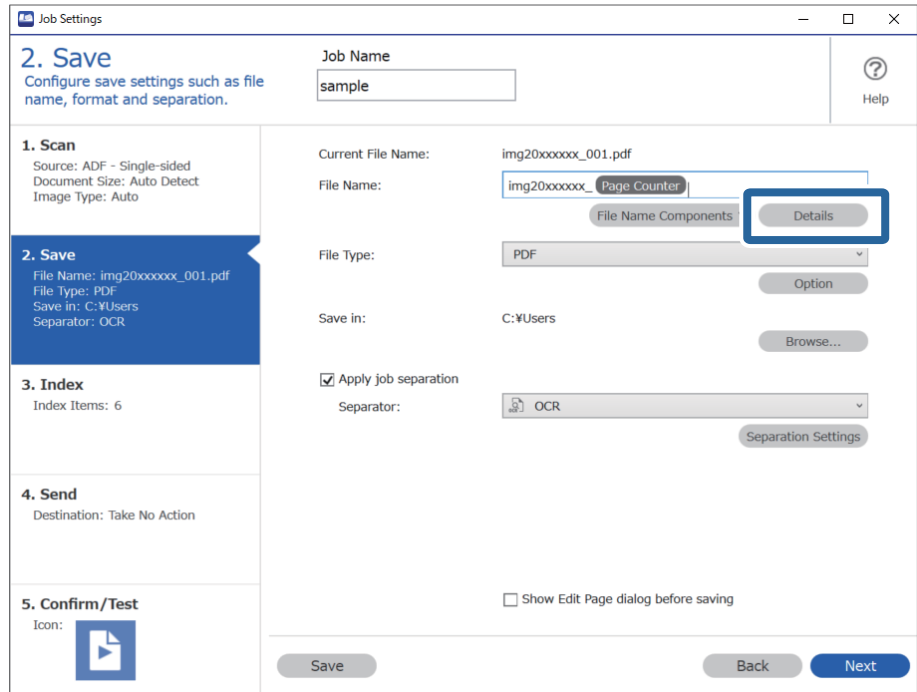 Job Settings
2. Save
Configure save settings such as file
name, format and separation.
Job Name
sample
Help
1. Scan
Source: ADF - Single-sided
Document Size: Auto Detect
Image Type: Auto
2. Save
File Name: img20xxxxxx_001.pdf
File Type: PDF
Save in: C:¥Users
Separator: OCR
3. Index
Index Items: 6
4. Send
Destination: Take No Action
5. Confirm/Test
Icon:
Current File Name: img20xxxxxx_001.pdf
File Name: img20xxxxxx_ Page Counter
File Name Components Details
File Type: PDF
Option
Save in: C:¥Users
Browse...
Apply job separation
Separator: OCR
Separation Settings
Show Edit Page dialog before saving
Save Back Next